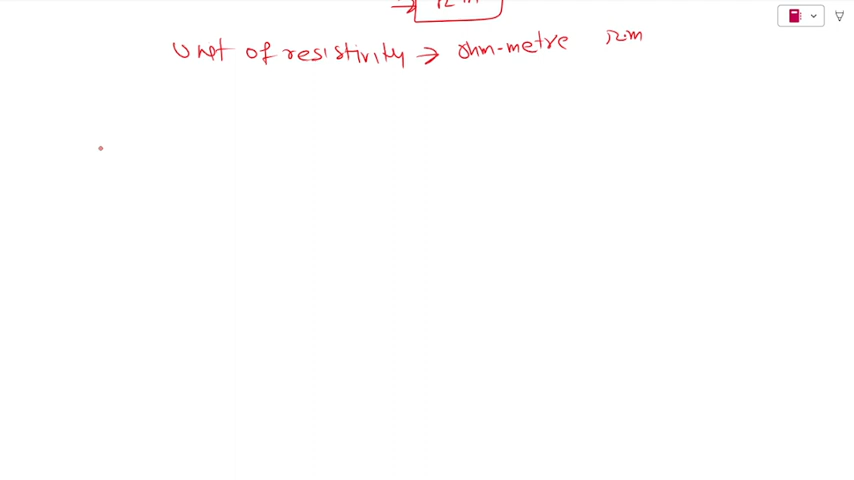 → Ω m
Unit of resistivity → ohm-metre Ωm